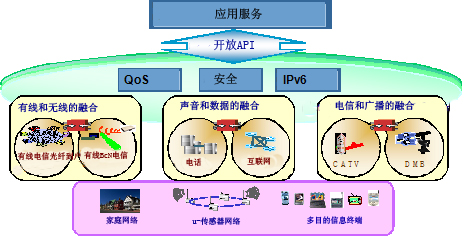 应用服务
开放API
QoS
安全
IPv6
有线和无线的融合
声音和数据的融合
电信和广播的融合
有线电信光纤到户
有线BcN电信
电话
互联网
CATV
DMB
家庭网络
u-传感器网络
多目的信息终端